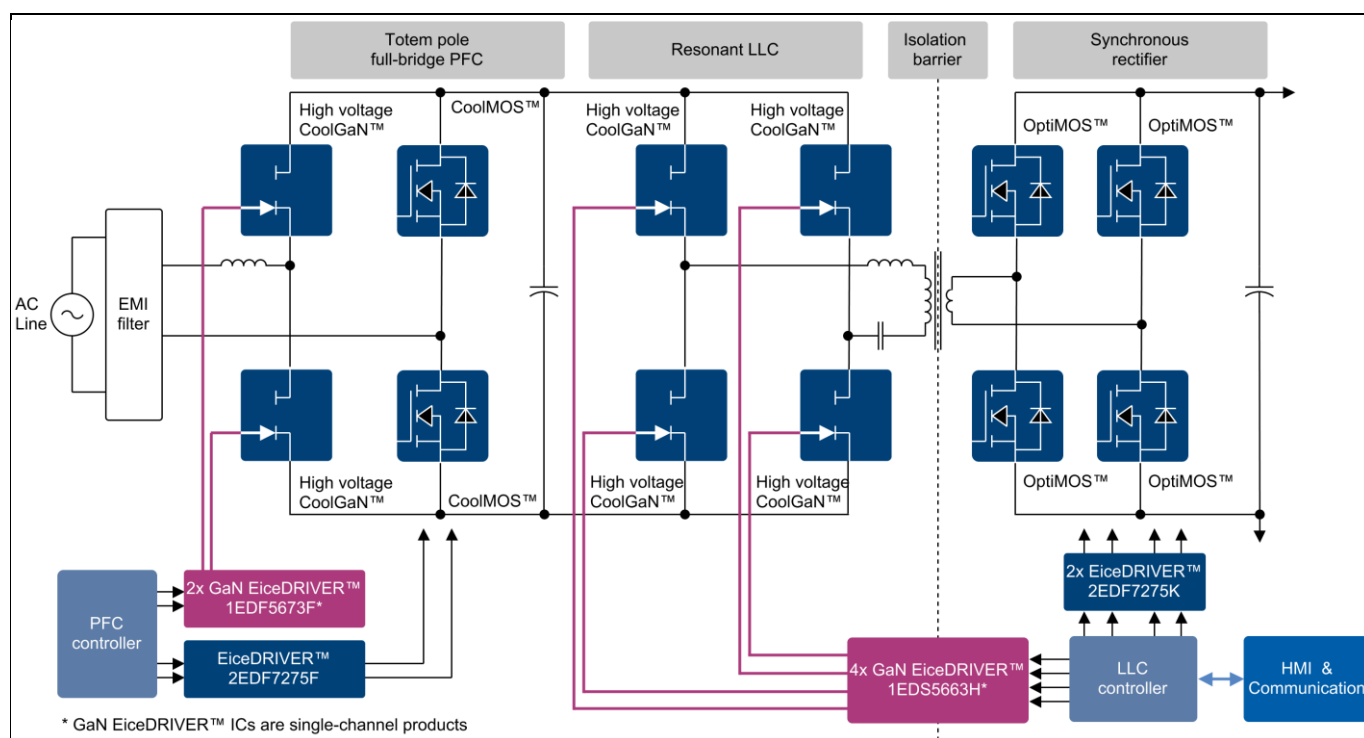 Totem pole
full-bridge PFC
Resonant LLC
Isolation
barrier
Synchronous
rectifier
High voltage
CoolGaN™
CoolMOS™
High voltage
CoolGaN™
High voltage
CoolGaN™
OptiMOS™
OptiMOS™
AC
Line
EMI
filter
High voltage
CoolGaN™
CoolMOS™
High voltage
CoolGaN™
High voltage
CoolGaN™
OptiMOS™
OptiMOS™
PFC
controller
2x GaN EiceDRIVER™
1EDF5673F*
EiceDRIVER™
2EDF7275F
4x GaN EiceDRIVER™
1EDS5663H*
2x EiceDRIVER™
2EDF7275K
LLC
controller
HMI &
Communication
* GaN EiceDRIVER™ ICs are single-channel products